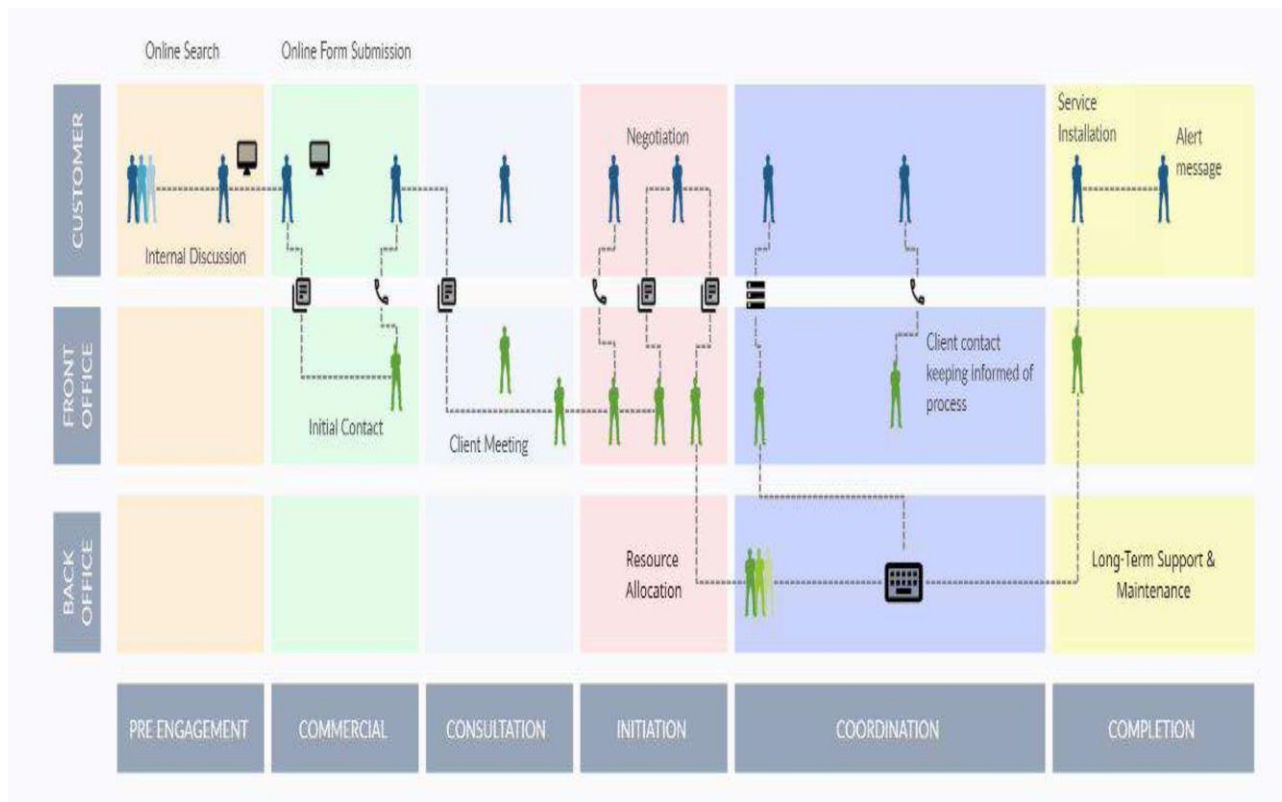 Online Search
Online Form Submission
CUSTOMER
Internal Discussion
Negotiation
Service
Installation
Alert
message
FRONT
OFFICE
Initial Contact
Client Meeting
Client contact
keeping informed of
process
BACK
OFFICE
Resource
Allocation
Long-Term Support &
Maintenance
PRE ENGAGEMENT
COMMERCIAL
CONSULTATION
INITIATION
COORDINATION
COMPLETION